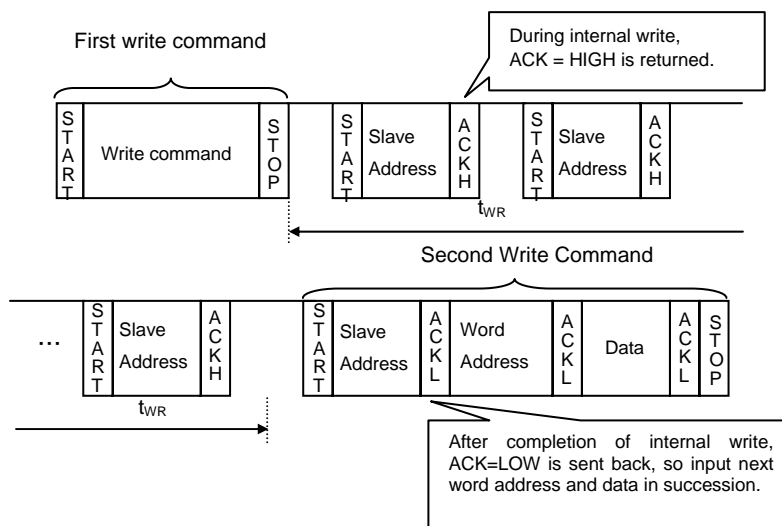 First write command
During internal write,
ACK = HIGH is returned.
START
Write command
STOP
START
Slave
Address
ACKH
START
Slave
Address
ACKH
tWR
Second Write Command
...
START
Slave
Address
ACKH
START
Slave
Address
ACKL
Word
Address
ACKL
Data
ACKL
STOP
tWR
After completion of internal write,
ACK=LOW is sent back, so input next
word address and data in succession.